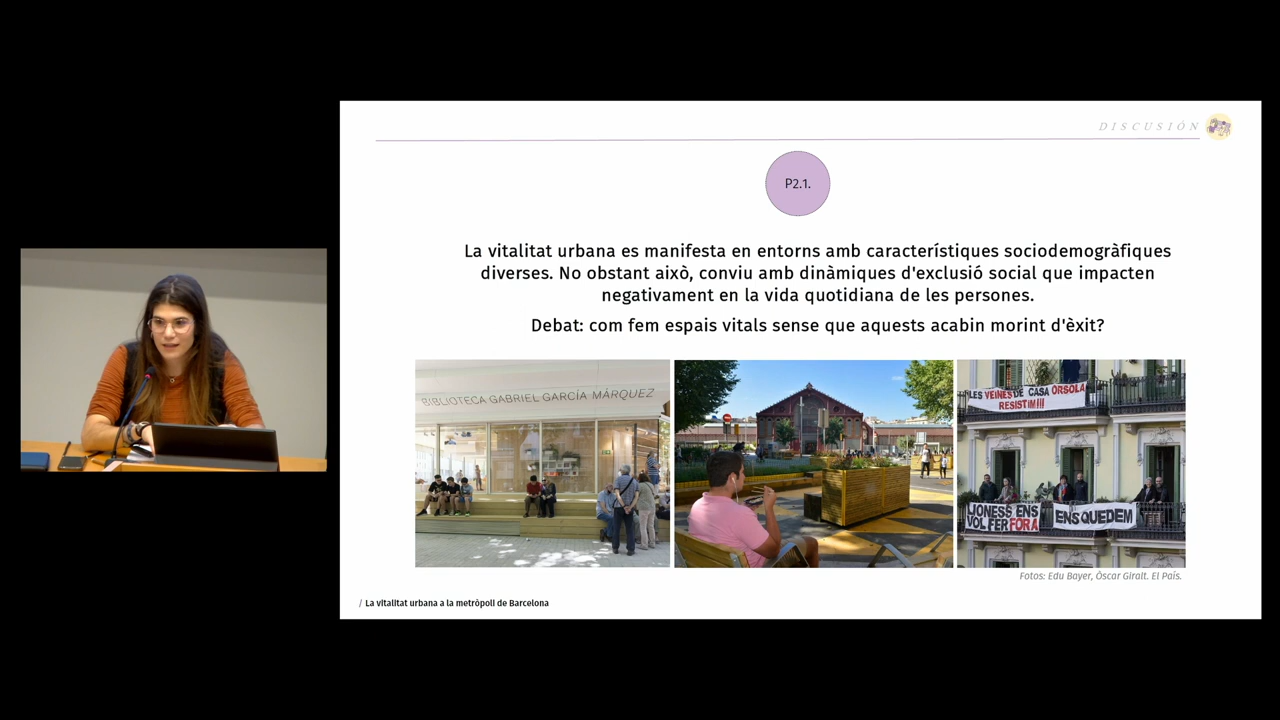 DISCUSIÓN
P2.1.
La vitalitat urbana es manifesta en entorns amb característiques sociodemogràfiques
diverses. No obstant això, conviu amb dinàmiques d'exclusió social que impacten
negativament en la vida quotidiana de les persones.
Debat: com fem espais vitals sense que aquests acabin morint d'èxit?
BIBLIOTECA GABRIEL GARCÍA MÁRQUEZ
LES VEÏNES DE CASA ORSOLA
RESISTIM!!!
LIONESS ENS
VOL FER FORA
ENS QUEDEM
Fotos: Edu Bayer, Òscar Giralt. El País.
/ La vitalitat urbana a la metròpoli de Barcelona